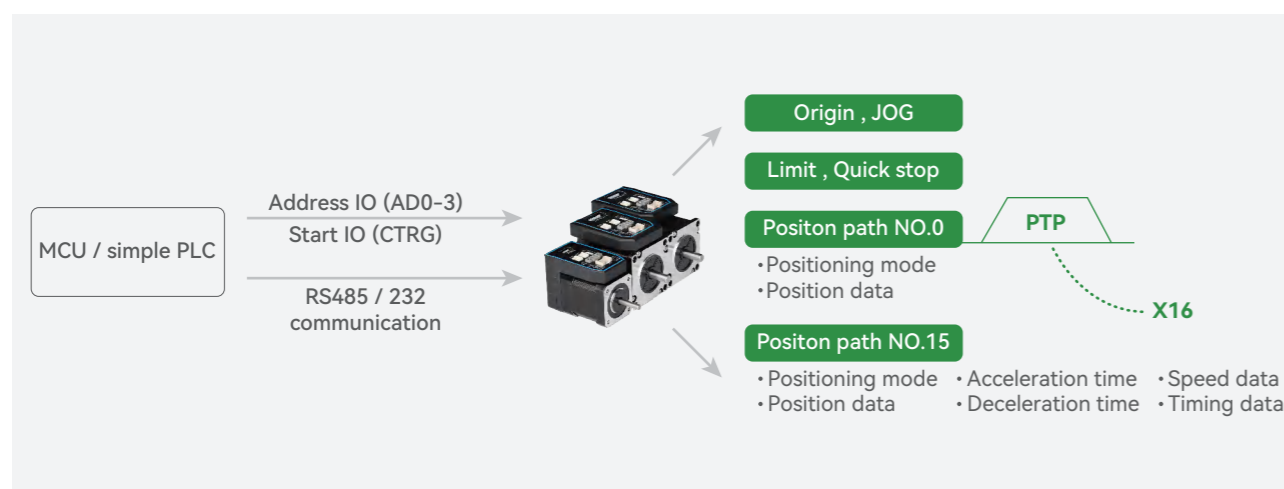 MCU / simple PLC
Address IO (AD0-3)
Start IO (CTRG)
RS485 / 232
communication
Origin , JOG
Limit , Quick stop
Positon path NO.0
·Positioning mode
·Position data
PTP
X16
Positon path NO.15
·Positioning mode ·Acceleration time ·Speed data
·Position data ·Deceleration time ·Timing data